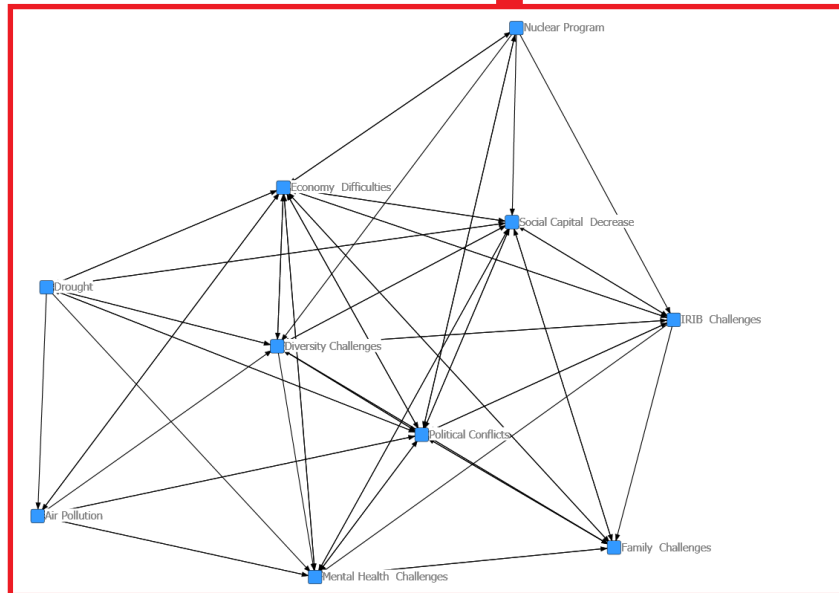 Nuclear Program
Economy Difficulties
Social Capital Decrease
Drought
IRIB Challenges
Diversity Challenges
Political Conflicts
Air Pollution
Family Challenges
Mental Health Challenges